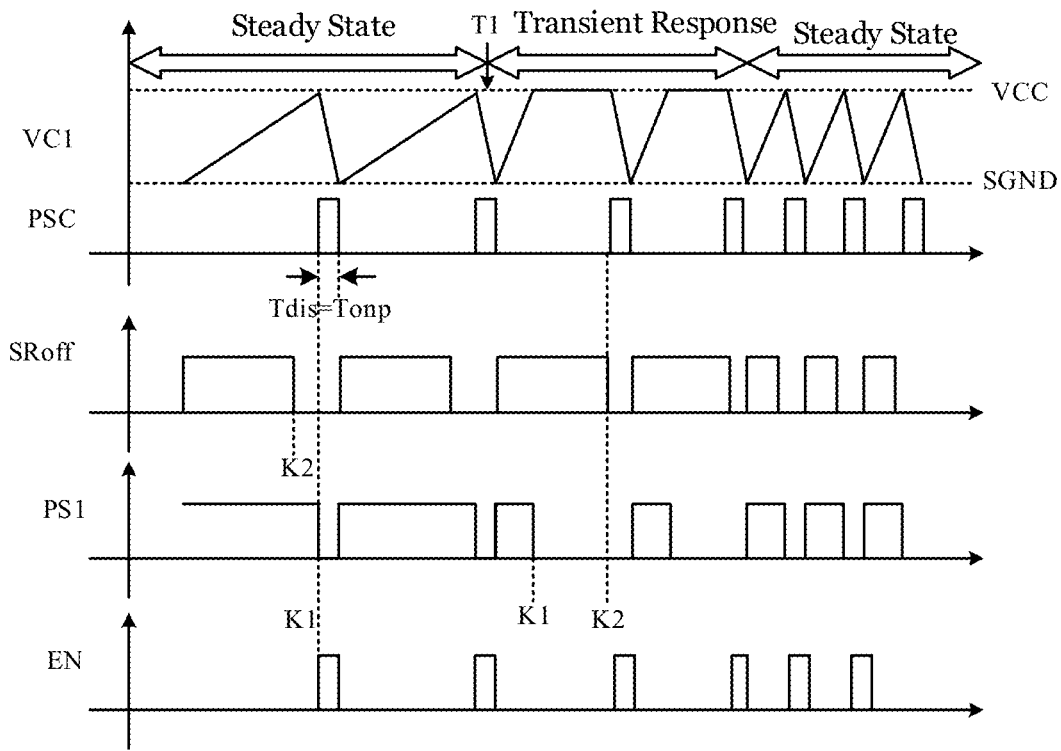 Steady State
T1
Transient Response
Steady State
VCC
VC1
SGND
PSC
Tdis=Tonp
SRoff
K2
PS1
K1
K1
K2
EN